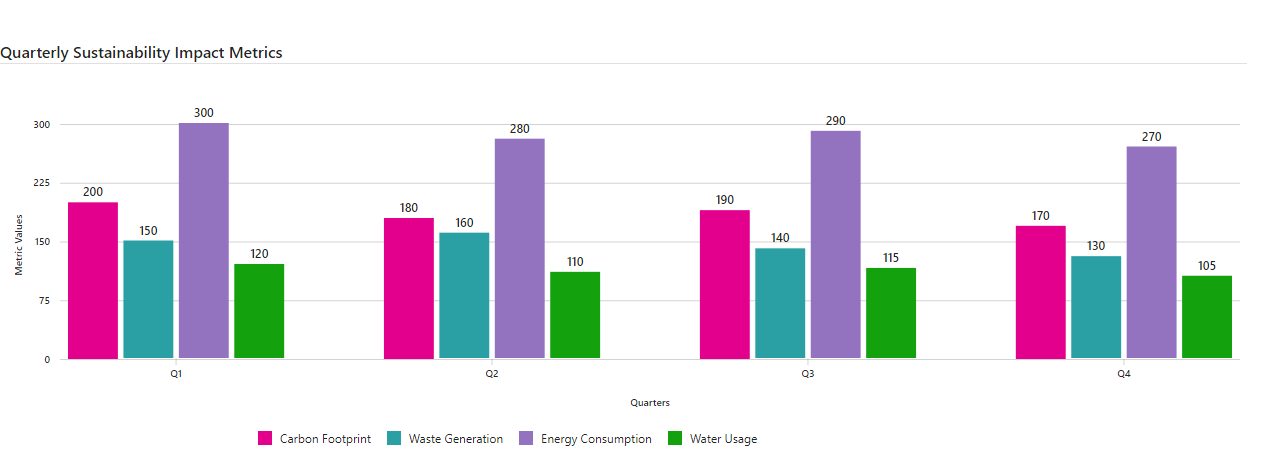 Quarterly Sustainability Impact Metrics
300
280
290
270
300
225
200
180
190
170
150
160
140
130
150
120
110
115
105
75
0
Metric Values
Q1
Q2
Q3
Q4
Quarters
Carbon Footprint
Waste Generation
Energy Consumption
Water Usage